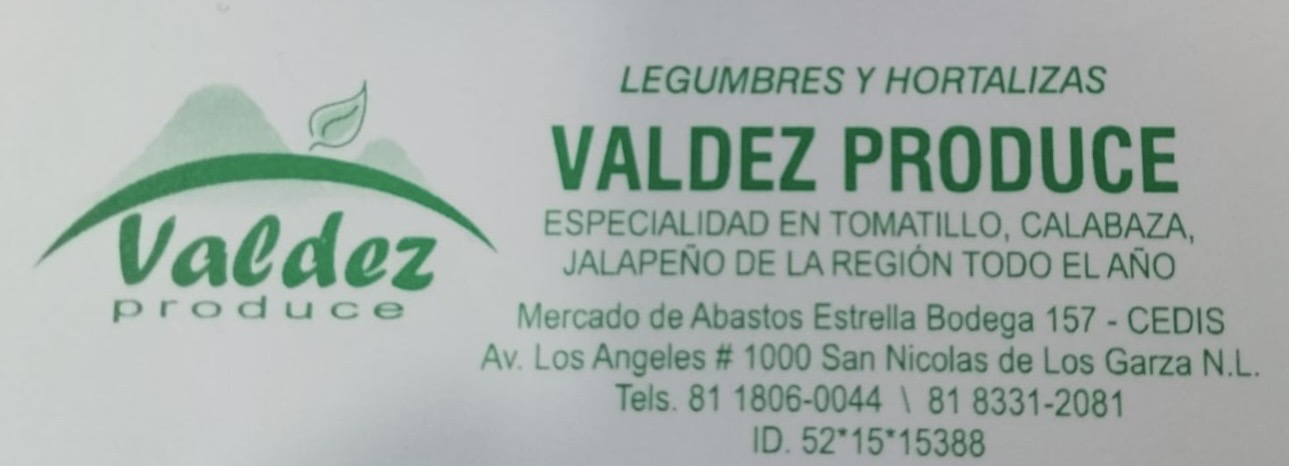 Valdez
produce
LEGUMBRES Y HORTALIZAS
VALDEZ PRODUCE
ESPECIALIDAD EN TOMATILLO, CALABAZA,
JALAPEÑO DE LA REGIÓN TODO EL AÑO
Mercado de Abastos Estrella Bodega 157 - CEDIS
Av. Los Angeles # 1000 San Nicolas de Los Garza N.L.
Tels. 81 1806-0044 \ 81 8331-2081
ID. 52*15*15388